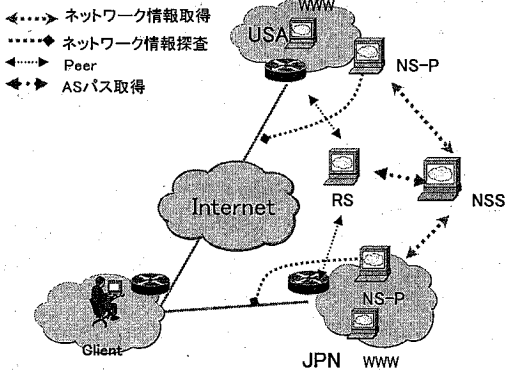 ネットワーク情報取得
ネットワーク情報探査
Peer
ASパス取得
WWW
USA
NS-P
RS
NSS
Internet
NS-P
Client
JPN WWW